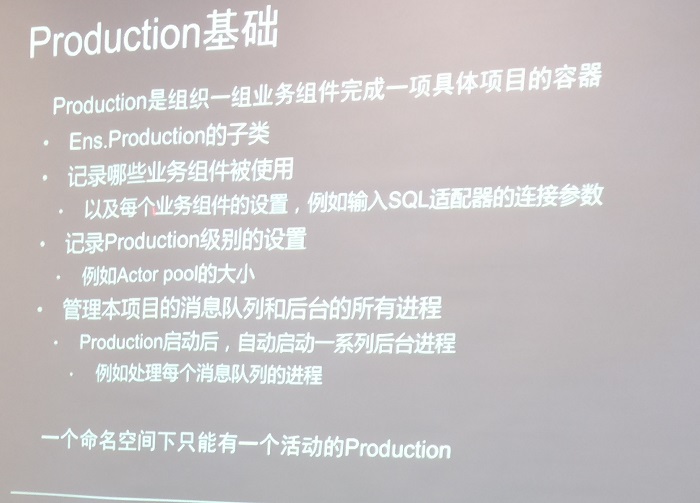 Production基础
Production是组织一组业务组件完成一项具体项目的容器
• Ens.Production的子类
• 记录哪些业务组件被使用
• 以及每个业务组件的设置，例如输入SQL适配器的连接参数
• 记录Production级别的设置
• 例如Actor pool的大小
• 管理本项目的消息队列和后台的所有进程
• Production启动后，自动启动一系列后台进程
• 例如处理每个消息队列的进程
一个命名空间下只能有一个活动的Production